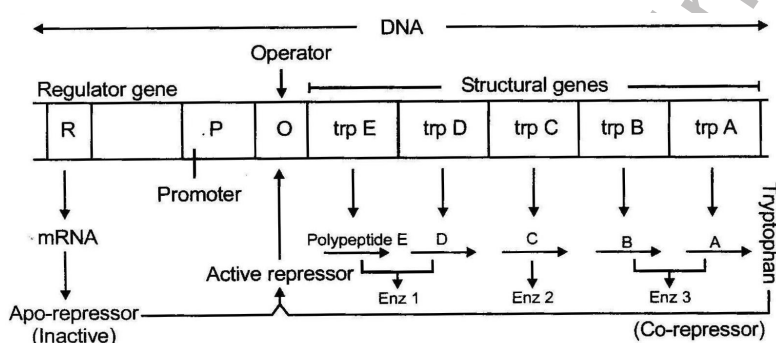 DNA
Operator
Regulator gene
Structural genes
R
P
O
trp E
trp D
trp C
trp B
trp A
Promoter
Tryptophan
mRNA
Polypeptide E
D
C
B
A
Active repressor
Enz 1
Enz 2
Enz 3
Apo-repressor
(Inactive)
(Co-repressor)